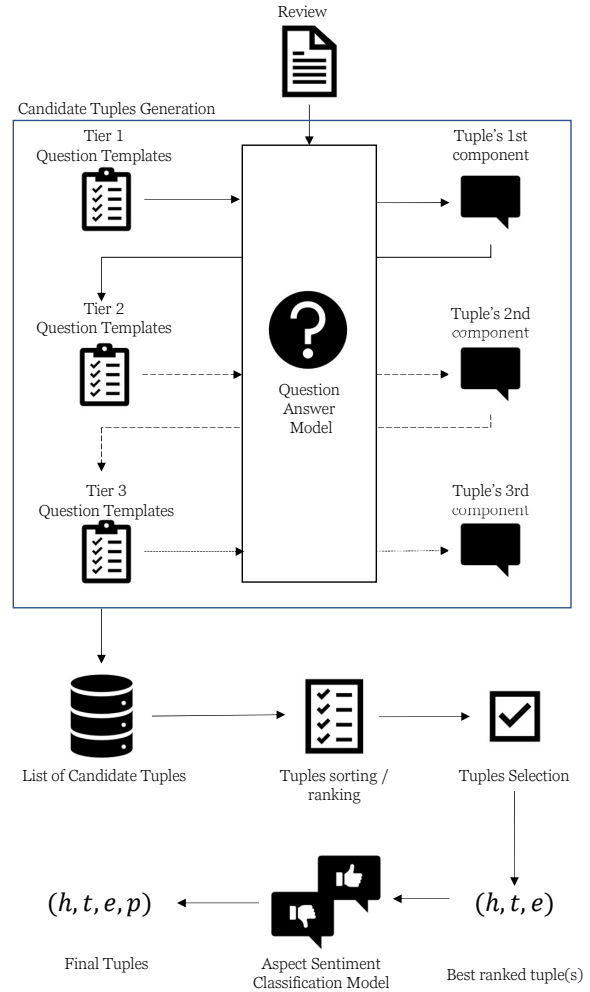 Review
Candidate Tuples Generation
Tier 1
Question Templates
Tuple's 1st
component
Tier 2
Question Templates
Tuple's 2nd
component
?
Question
Answer
Model
Tier 3
Question Templates
Tuple's 3rd
component
List of Candidate Tuples
Tuples sorting /
ranking
Tuples Selection
(h, t, e, p)
(h, t, e)
Final Tuples
Aspect Sentiment
Classification Model
Best ranked tuple(s)